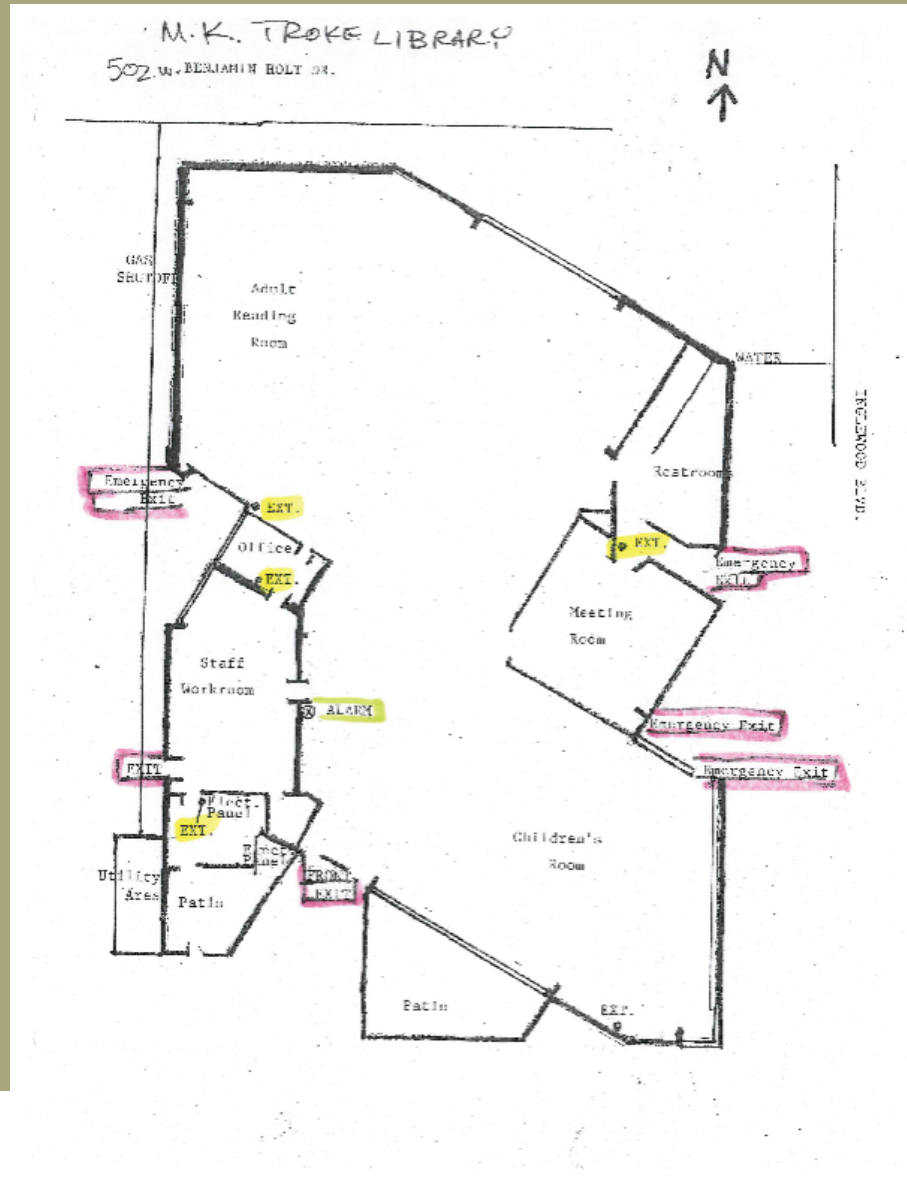 M.K. TROKE LIBRARY
502 W. BENJAMIN HOLT DR.
N
GAS
SHUTOFF
Adult
Reading
Room
WATER
INGLEWOOD BLVD.
Restrooms
Emergency
Exit
EXT.
EXT.
Office
Emergency
EXIT
EXT.
Meeting
Room
Staff
Workroom
ALARM
Emergency Exit
EXIT
Emergency Exit
Elect.
Panel
EXT.
Elect.
Panel
Children's
Room
Utility
Area
FRONT
EXIT
Patio
Patio
EXT.